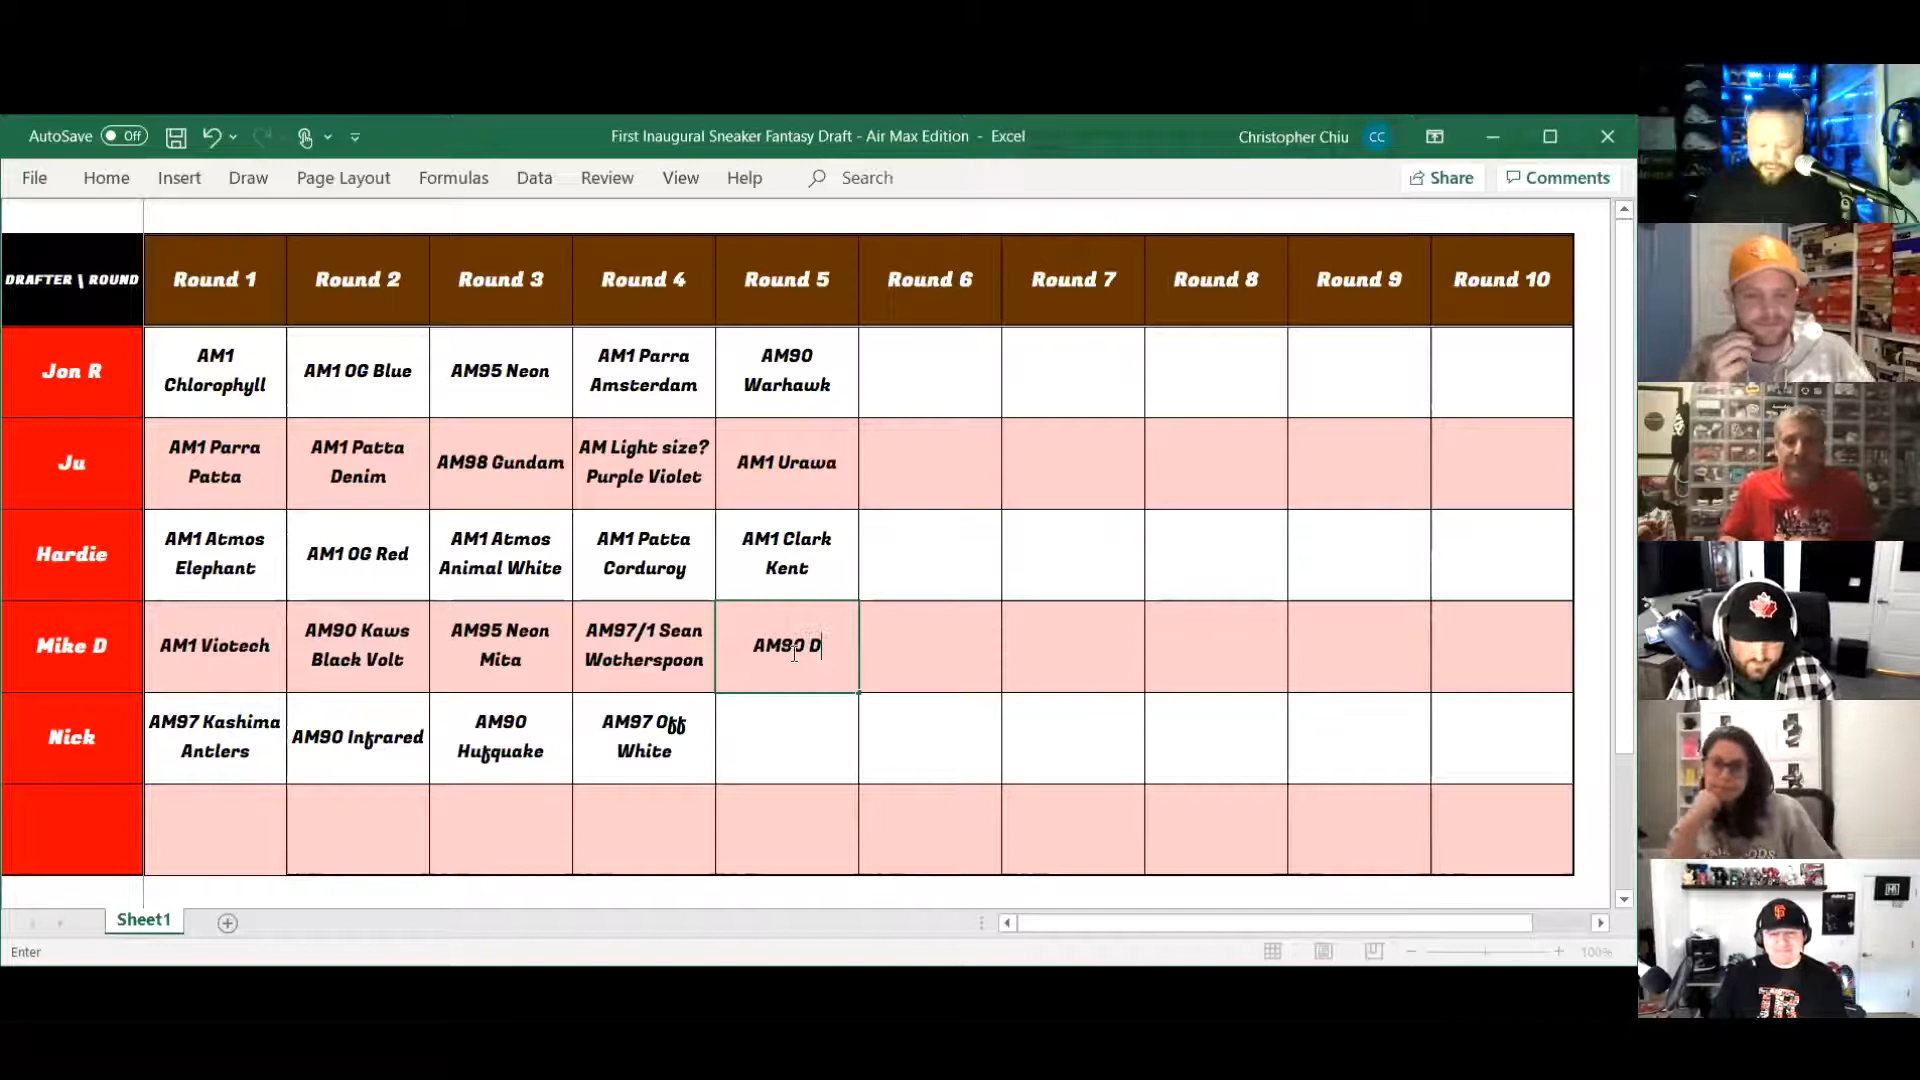 AutoSave Off
First Inaugural Sneaker Fantasy Draft - Air Max Edition - Excel
Christopher Chiu CC
File Home Insert Draw Page Layout Formulas Data Review View Help Search
Share Comments
DRAFTER \ ROUND Round 1 Round 2 Round 3 Round 4 Round 5 Round 6 Round 7 Round 8 Round 9 Round 10
Jon R
AM1
Chlorophyll
AM1 OG Blue
AM95 Neon
AM1 Parra
Amsterdam
AM90
Warhawk
Ju
AM1 Parra
Patta
AM1 Patta
Denim
AM98 Gundam
AM Light size?
Purple Violet
AM1 Urawa
Hardie
AM1 Atmos
Elephant
AM1 OG Red
AM1 Atmos
Animal White
AM1 Patta
Corduroy
AM1 Clark
Kent
Mike D
AM1 Viotech
AM90 Kaws
Black Volt
AM95 Neon
Mita
AM97/1 Sean
Wotherspoon
AM90 D
Nick
AM97 Kashima
Antlers
AM90 Infrared
AM90
Hufquake
AM97 Off
White
Sheet1
Enter
100%